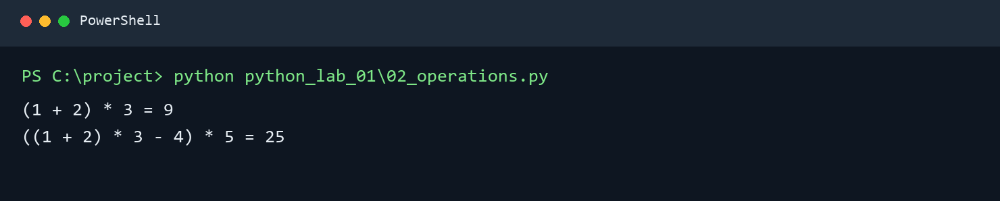 PowerShell
PS C:\project> python python_lab_01\02_operations.py
(1 + 2) * 3 = 9
((1 + 2) * 3 - 4) * 5 = 25